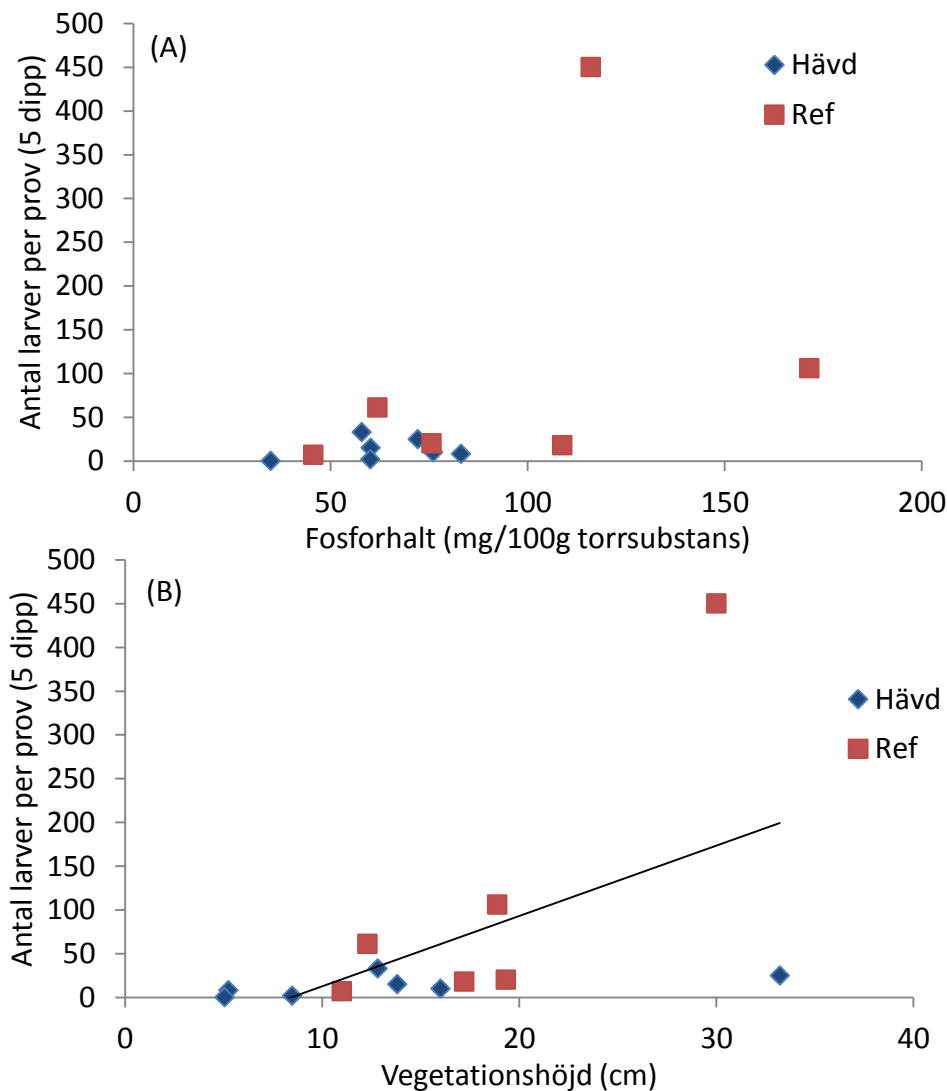 (A)
Hävd
Ref
Antal larver per prov (5 dipp)
500
450
400
350
300
250
200
150
100
50
0
0 50 100 150 200
Fosforhalt (mg/100g torrsubstans)
(B)
Hävd
Ref
Antal larver per prov (5 dipp)
500
450
400
350
300
250
200
150
100
50
0
0 10 20 30 40
Vegetationshöjd (cm)